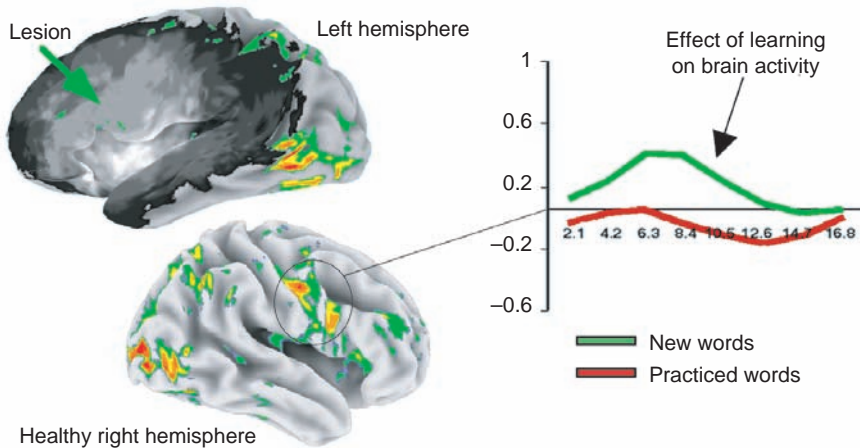 Lesion
Left hemisphere
Healthy right hemisphere
Effect of learning
on brain activity
1
0.6
0.2
–0.2
–0.6
2.1 4.2 6.3 8.4 10.5 12.6 14.7 16.8
New words
Practiced words